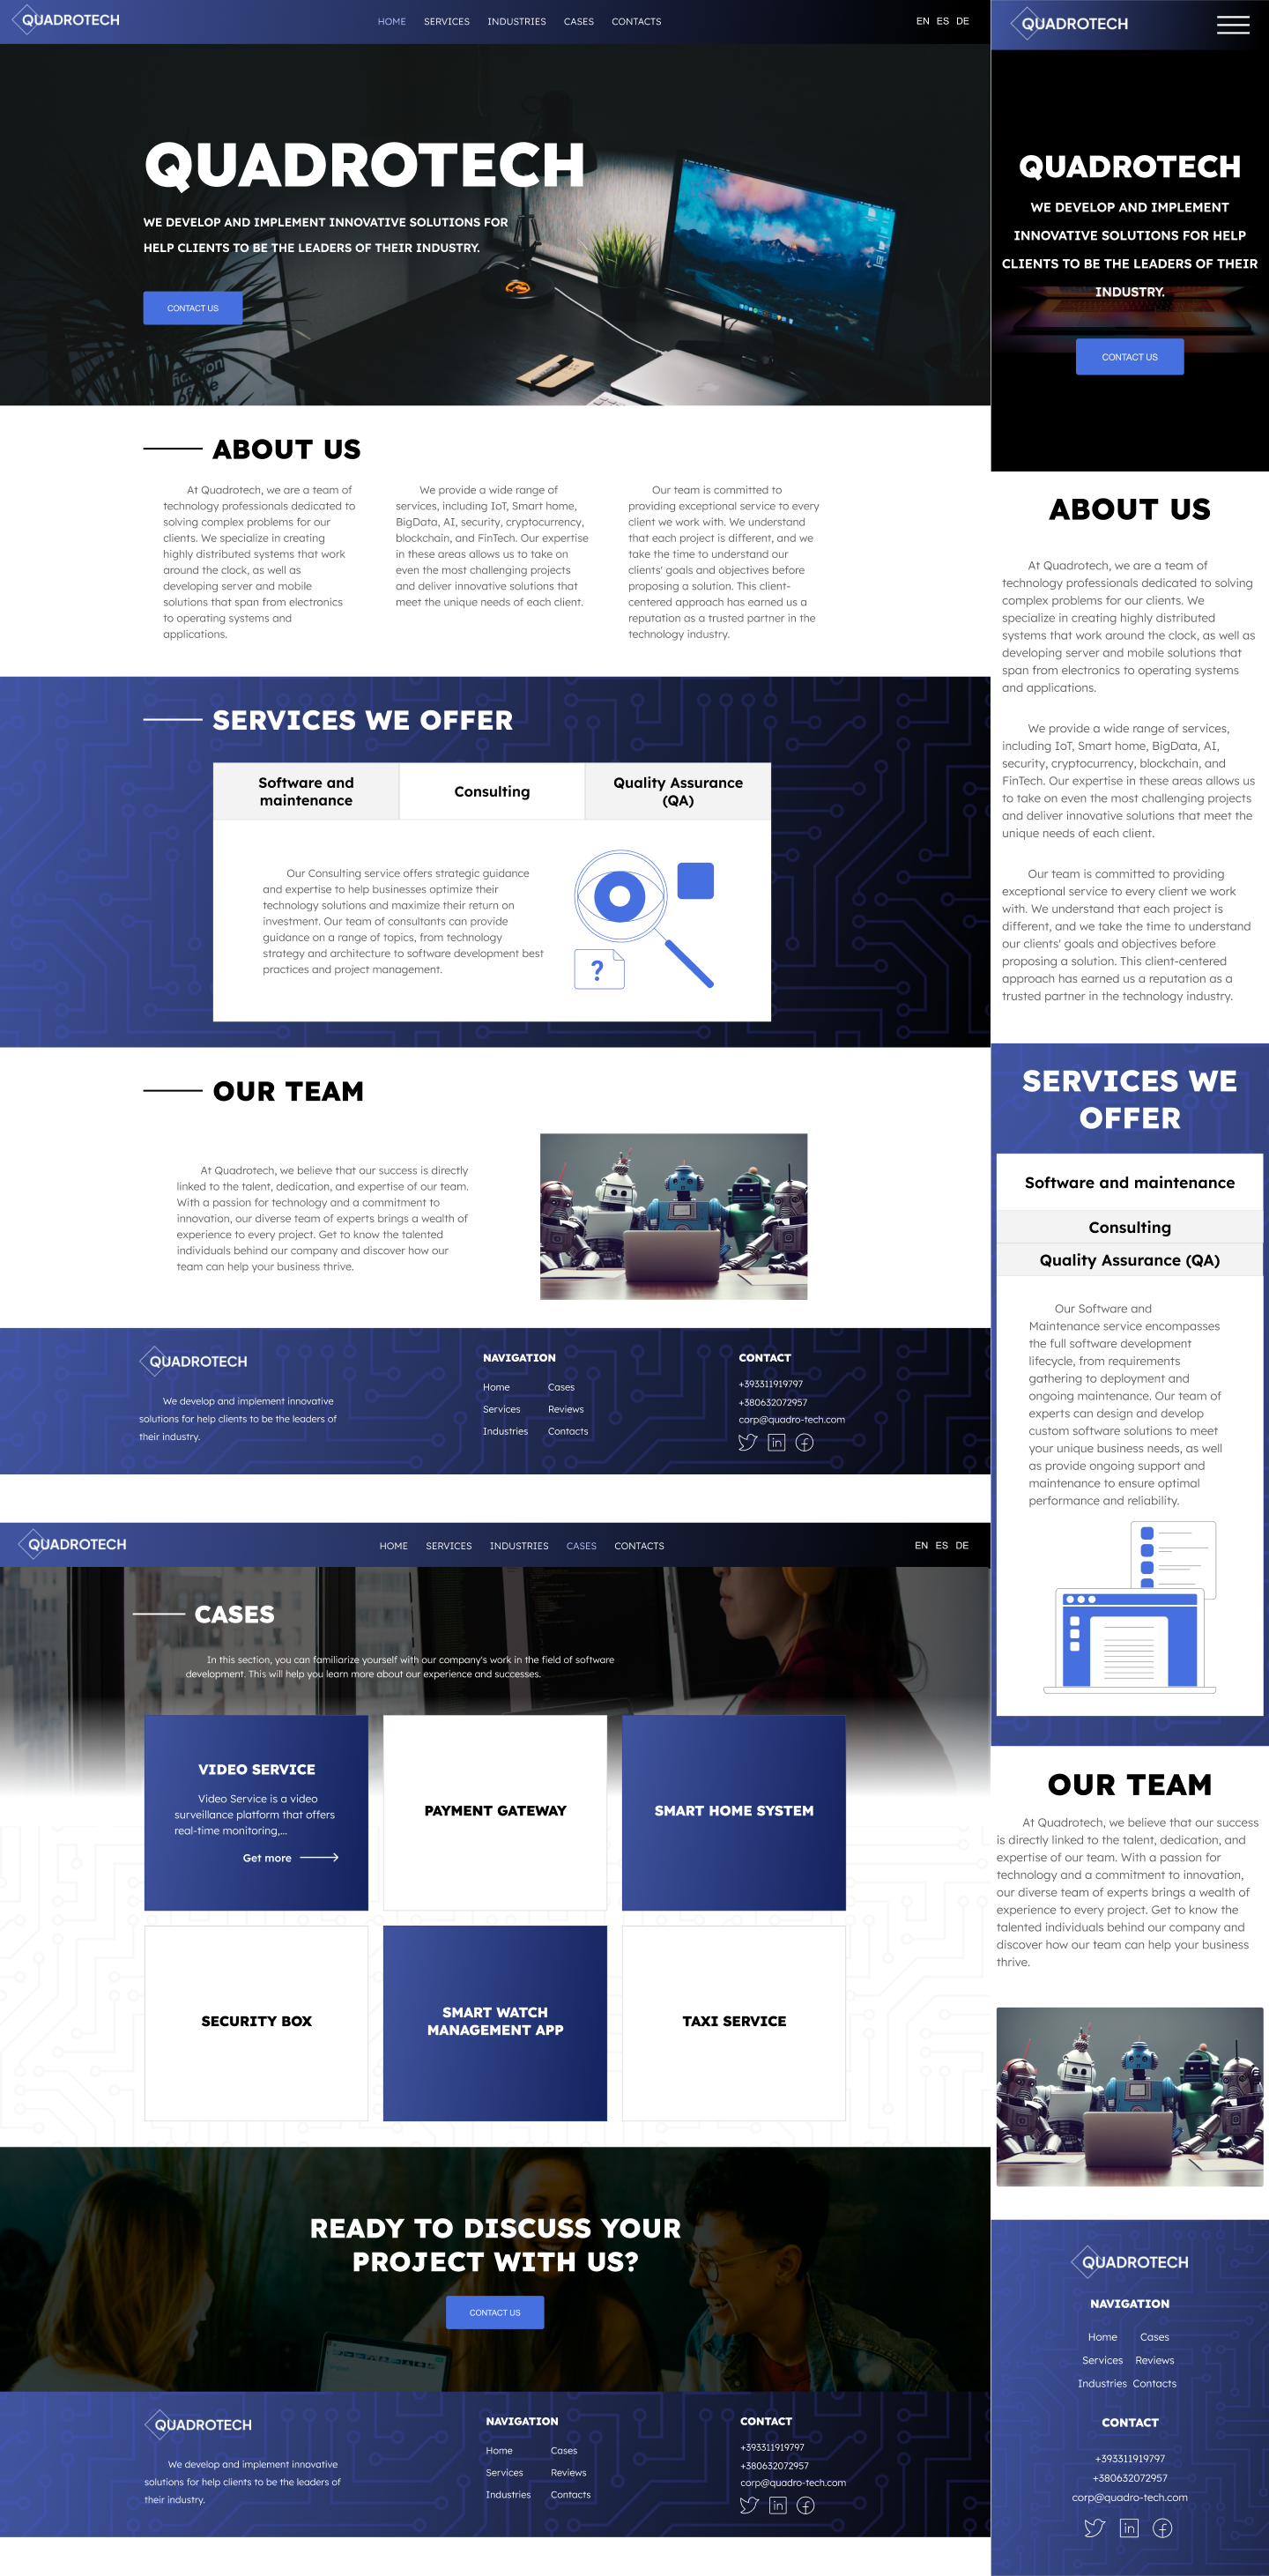 QUADROTECH
HOME SERVICES INDUSTRIES CASES CONTACTS
EN ES DE
QUADROTECH
WE DEVELOP AND IMPLEMENT INNOVATIVE SOLUTIONS FOR
HELP CLIENTS TO BE THE LEADERS OF THEIR INDUSTRY.
CONTACT US
ABOUT US
At Quadrotech, we are a team of
technology professionals dedicated to
solving complex problems for our
clients. We specialize in creating
highly distributed systems that work
around the clock, as well as
developing server and mobile
solutions that span from electronics
to operating systems and
applications.
We provide a wide range of
services, including IoT, Smart home,
BigData, AI, security, cryptocurrency,
blockchain, and FinTech. Our expertise
in these areas allows us to take on
even the most challenging projects
and deliver innovative solutions that
meet the unique needs of each client.
Our team is committed to
providing exceptional service to every
client we work with. We understand
that each project is different, and we
take the time to understand our
clients' goals and objectives before
proposing a solution. This client-
centered approach has earned us a
reputation as a trusted partner in the
technology industry.
SERVICES WE OFFER
Software and
maintenance
Consulting
Quality Assurance
(QA)
Our Consulting service offers strategic guidance
and expertise to help businesses optimize their
technology solutions and maximize their return on
investment. Our team of consultants can provide
guidance on a range of topics, from technology
strategy and architecture to software development best
practices and project management.
?
OUR TEAM
At Quadrotech, we believe that our success is directly
linked to the talent, dedication, and expertise of our team.
With a passion for technology and a commitment to
innovation, our diverse team of experts brings a wealth of
experience to every project. Get to know the talented
individuals behind our company and discover how our
team can help your business thrive.
QUADROTECH
We develop and implement innovative
solutions for help clients to be the leaders of
their industry.
NAVIGATION
Home Cases
Services Reviews
Industries Contacts
CONTACT
+393311919797
+380632072957
corp@quadro-tech.com
QUADROTECH
HOME SERVICES INDUSTRIES CASES CONTACTS
EN ES DE
CASES
In this section, you can familiarize yourself with our company's work in the field of software
development. This will help you learn more about our experience and successes.
VIDEO SERVICE
Video Service is a video
surveillance platform that offers
real-time monitoring,...
Get more
PAYMENT GATEWAY
SMART HOME SYSTEM
SECURITY BOX
SMART WATCH
MANAGEMENT APP
TAXI SERVICE
READY TO DISCUSS YOUR
PROJECT WITH US?
CONTACT US
QUADROTECH
We develop and implement innovative
solutions for help clients to be the leaders of
their industry.
NAVIGATION
Home Cases
Services Reviews
Industries Contacts
CONTACT
+393311919797
+380632072957
corp@quadro-tech.com
QUADROTECH
QUADROTECH
WE DEVELOP AND IMPLEMENT
INNOVATIVE SOLUTIONS FOR HELP
CLIENTS TO BE THE LEADERS OF THEIR
INDUSTRY.
CONTACT US
ABOUT US
At Quadrotech, we are a team of
technology professionals dedicated to solving
complex problems for our clients. We
specialize in creating highly distributed
systems that work around the clock, as well as
developing server and mobile solutions that
span from electronics to operating systems
and applications.
We provide a wide range of services,
including IoT, Smart home, BigData, AI,
security, cryptocurrency, blockchain, and
FinTech. Our expertise in these areas allows us
to take on even the most challenging projects
and deliver innovative solutions that meet the
unique needs of each client.
Our team is committed to providing
exceptional service to every client we work
with. We understand that each project is
different, and we take the time to understand
our clients' goals and objectives before
proposing a solution. This client-centered
approach has earned us a reputation as a
trusted partner in the technology industry.
SERVICES WE
OFFER
Software and maintenance
Consulting
Quality Assurance (QA)
Our Software and
Maintenance service encompasses
the full software development
lifecycle, from requirements
gathering to deployment and
ongoing maintenance. Our team of
experts can design and develop
custom software solutions to meet
your unique business needs, as well
as provide ongoing support and
maintenance to ensure optimal
performance and reliability.
OUR TEAM
At Quadrotech, we believe that our success
is directly linked to the talent, dedication, and
expertise of our team. With a passion for
technology and a commitment to innovation,
our diverse team of experts brings a wealth of
experience to every project. Get to know the
talented individuals behind our company and
discover how our team can help your business
thrive.
QUADROTECH
NAVIGATION
Home Cases
Services Reviews
Industries Contacts
CONTACT
+393311919797
+380632072957
corp@quadro-tech.com